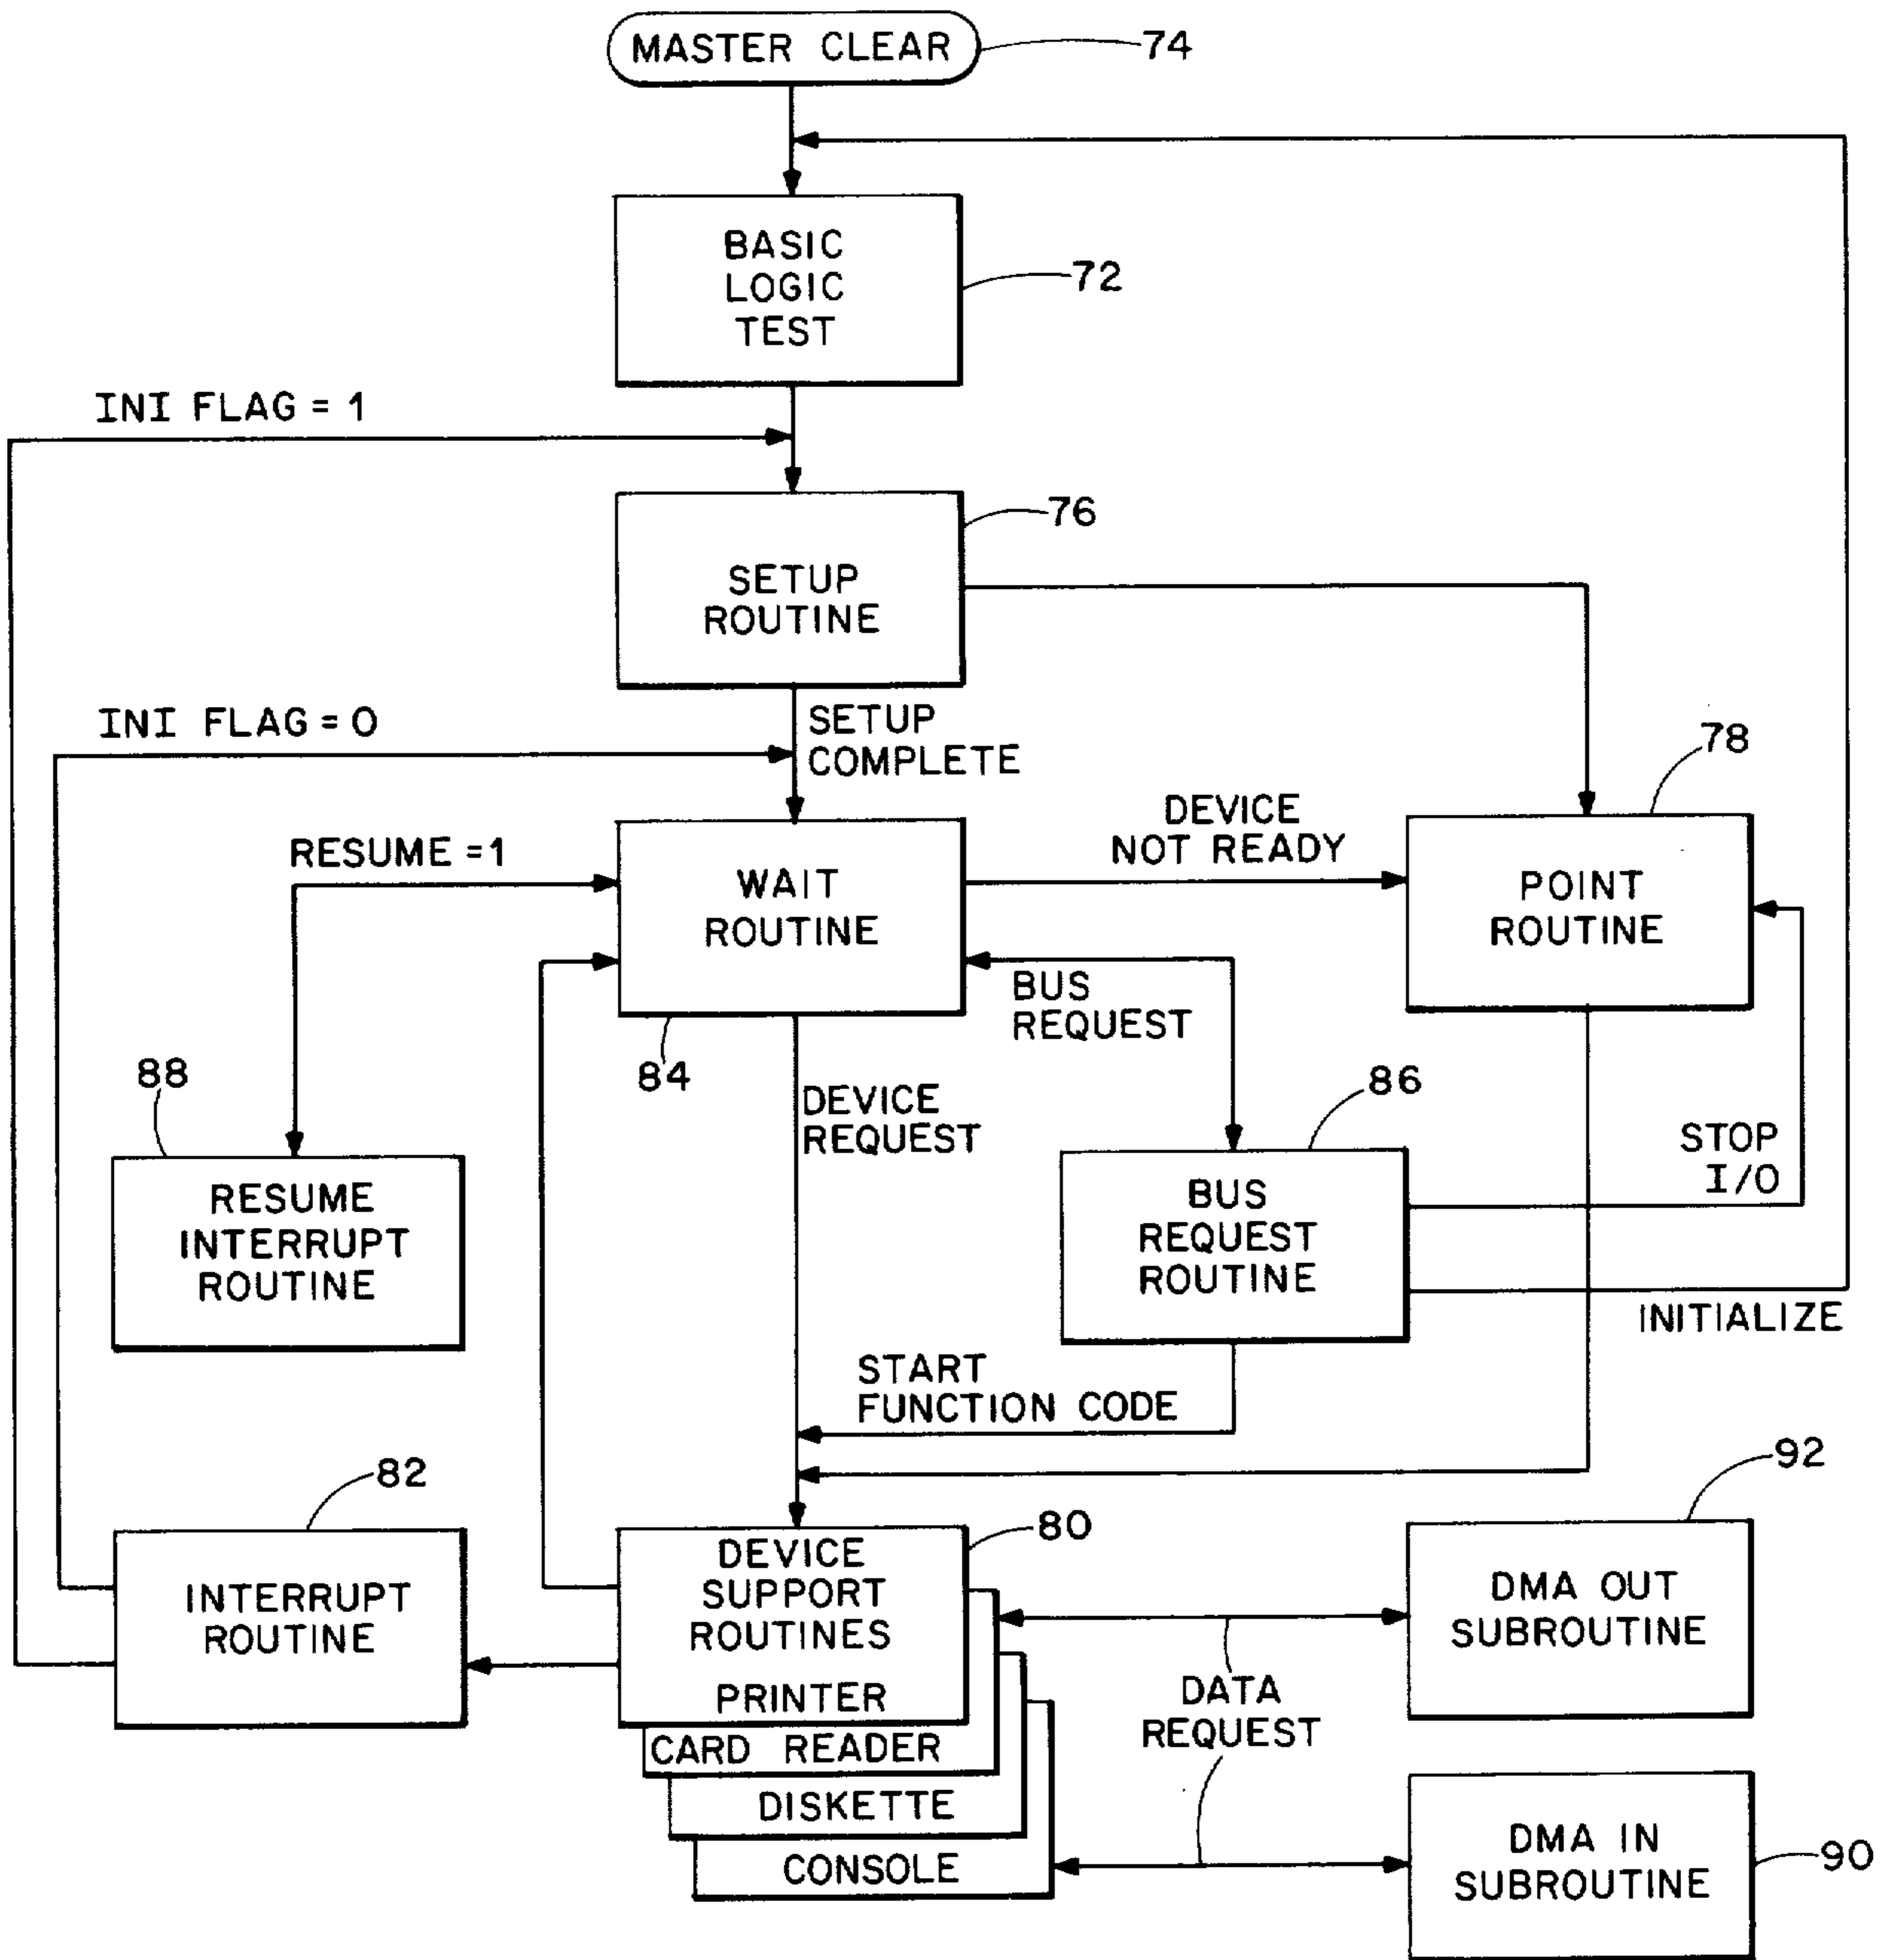 MASTER CLEAR
74
BASIC
LOGIC
TEST
72
INI FLAG = 1
76
SETUP
ROUTINE
INI FLAG = 0
SETUP
COMPLETE
78
RESUME =1
WAIT
ROUTINE
84
DEVICE
NOT READY
POINT
ROUTINE
BUS
REQUEST
88
RESUME
INTERRUPT
ROUTINE
DEVICE
REQUEST
86
BUS
REQUEST
ROUTINE
STOP
I/O
INITIALIZE
START
FUNCTION CODE
82
INTERRUPT
ROUTINE
80
DEVICE
SUPPORT
ROUTINES
PRINTER
CARD READER
DISKETTE
CONSOLE
DATA
REQUEST
92
DMA OUT
SUBROUTINE
DMA IN
SUBROUTINE
90